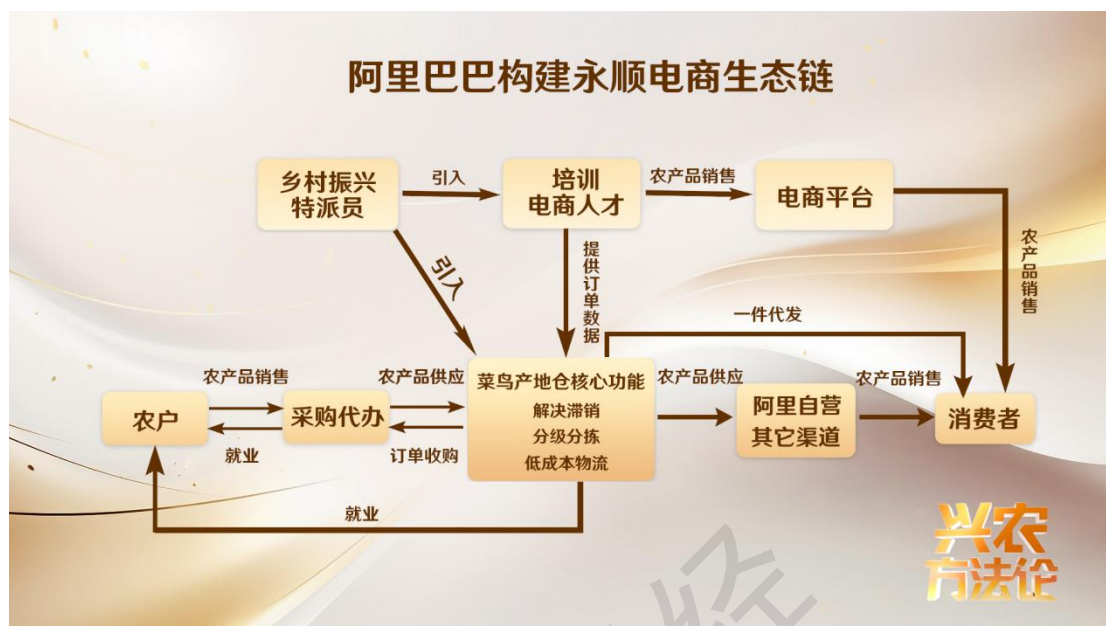 阿里巴巴构建永顺电商生态链
乡村振兴
特派员
引入
培训
电商人才
农产品销售
电商平台
引入
提供订单数据
农产品销售
一件代发
农户
农产品销售
就业
采购代办
农产品供应
订单收购
菜鸟产地仓核心功能
解决滞销
分级分拣
低成本物流
农产品供应
阿里自营
其它渠道
农产品销售
消费者
就业
兴农
方法论
经